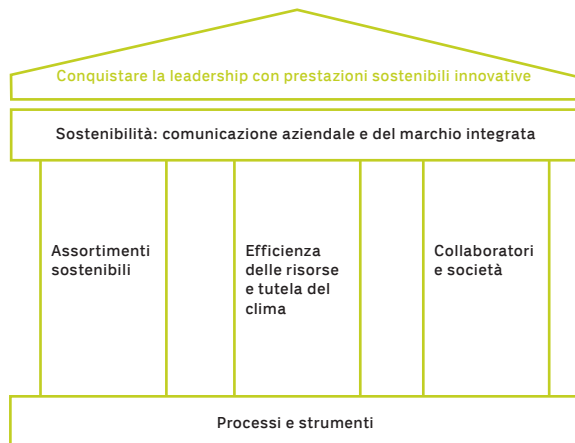 Conquistare la leadership con prestazioni sostenibili innovative
Sostenibilità: comunicazione aziendale e del marchio integrata
Assortimenti
sostenibili
Efficienza
delle risorse
e tutela del
clima
Collaboratori
e società
Processi e strumenti